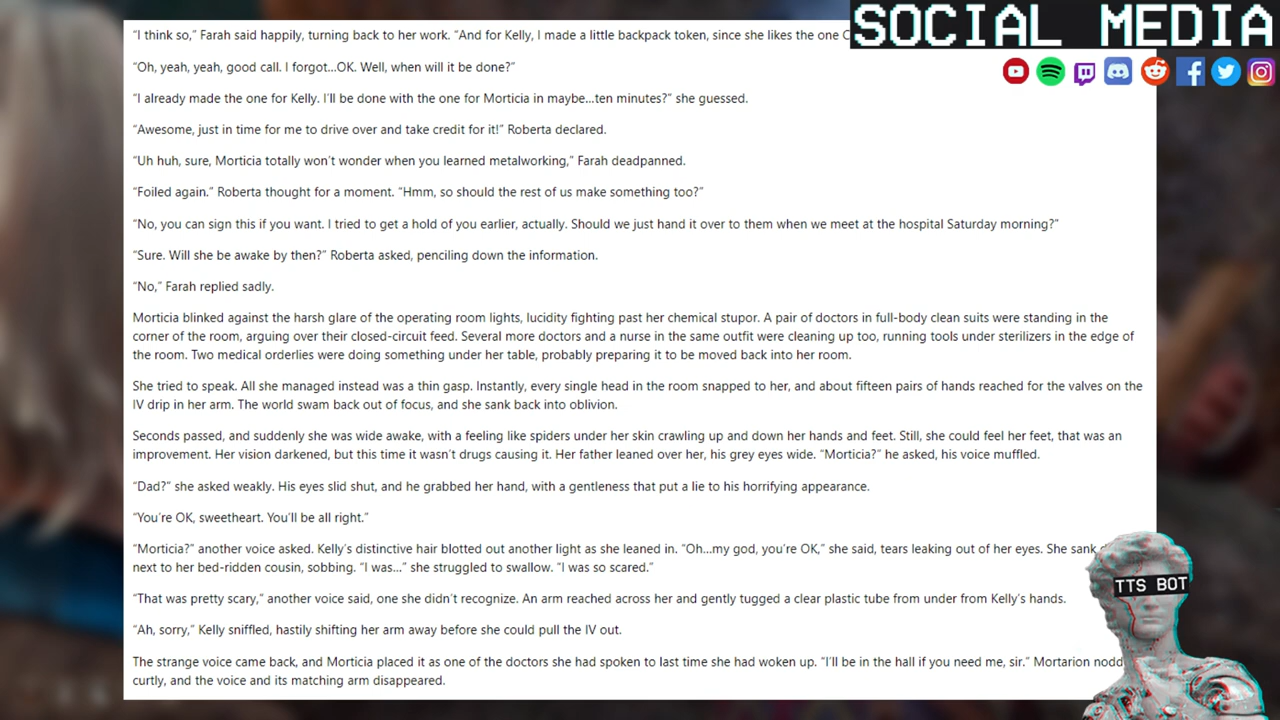 SOCIAL MEDIA
“I think so,” Farah said happily, turning back to her work. “And for Kelly, I made a little backpack token, since she likes the one
“Oh, yeah, yeah, good call. I forgot…OK. Well, when will it be done?”
“I already made the one for Kelly. I’ll be done with the one for Morticia in maybe…ten minutes?” she guessed.
“Awesome, just in time for me to drive over and take credit for it!” Roberta declared.
“Uh huh, sure, Morticia totally won’t wonder when you learned metalworking,” Farah deadpanned.
“Foiled again.” Roberta thought for a moment. “Hmm, so should the rest of us make something too?”
“No, you can sign this if you want. I tried to get a hold of you earlier, actually. Should we just hand it over to them when we meet at the hospital Saturday morning?”
“Sure. Will she be awake by then?” Roberta asked, penciling down the information.
“No,” Farah replied sadly.
Morticia blinked against the harsh glare of the operating room lights, lucidity fighting past her chemical stupor. A pair of doctors in full-body clean suits were standing in the
corner of the room, arguing over their closed-circuit feed. Several more doctors and a nurse in the same outfit were cleaning up too, running tools under sterilizers in the edge of
the room. Two medical orderlies were doing something under her table, probably preparing it to be moved back into her room.
She tried to speak. All she managed instead was a thin gasp. Instantly, every single head in the room snapped to her, and about fifteen pairs of hands reached for the valves on the
IV drip in her arm. The world swam back out of focus, and she sank back into oblivion.
Seconds passed, and suddenly she was wide awake, with a feeling like spiders under her skin crawling up and down her hands and feet. Still, she could feel her feet, that was an
improvement. Her vision darkened, but this time it wasn’t drugs causing it. Her father leaned over her, his grey eyes wide. “Morticia?” he asked, his voice muffled.
“Dad?” she asked weakly. His eyes slid shut, and he grabbed her hand, with a gentleness that put a lie to his horrifying appearance.
“You’re OK, sweetheart. You’ll be all right.”
“Morticia?” another voice asked. Kelly’s distinctive hair blotted out another light as she leaned in. “Oh…my god, you’re OK,” she said, tears leaking out of her eyes. She sank
next to her bed-ridden cousin, sobbing. “I was…” she struggled to swallow. “I was so scared.”
“That was pretty scary,” another voice said, one she didn’t recognize. An arm reached across her and gently tugged a clear plastic tube from under from Kelly’s hands.
“Ah, sorry,” Kelly sniffled, hastily shifting her arm away before she could pull the IV out.
The strange voice came back, and Morticia placed it as one of the doctors she had spoken to last time she had woken up. “I’ll be in the hall if you need me, sir.” Mortarion nodd
curtly, and the voice and its matching arm disappeared.
TTS BOT